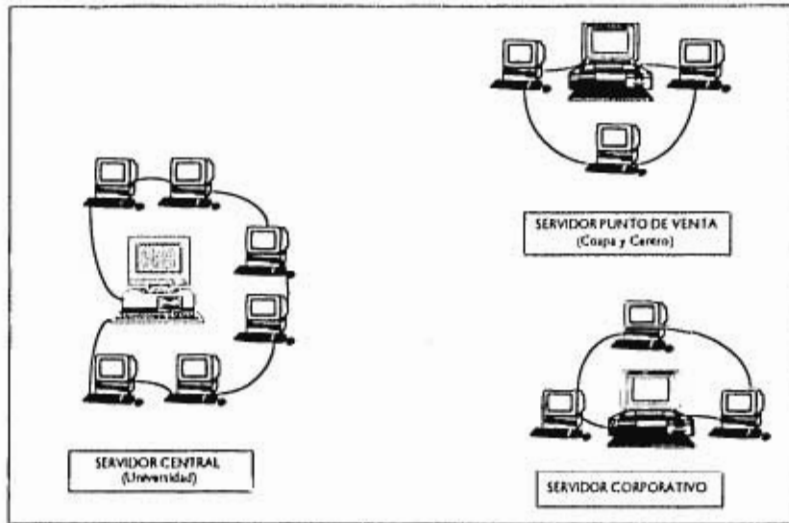 SERVIDOR PUNTO DE VENTA
(Coapa y Centro)
SERVIDOR CENTRAL
(Universidad)
SERVIDOR CORPORATIVO